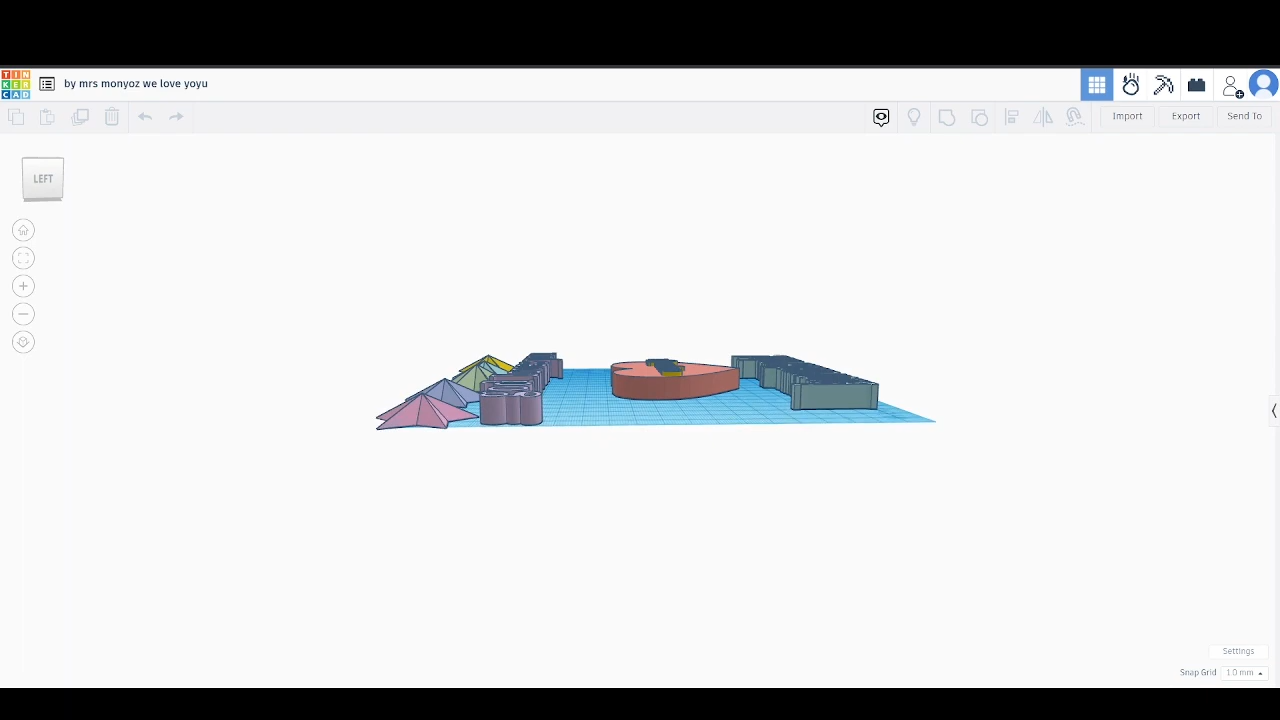 TIN
KER
CAD
by mrs monyoz we love yoyu
Import
Export
Send To
LEFT
Settings
Snap Grid
1.0 mm